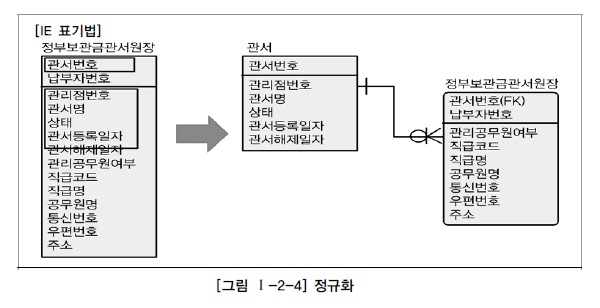 [IE 표기법]
정부보관금관서원장
관서번호
납부자번호
관리점번호
관서명
상태
관서등록일자
관서해제일자
관리공무원여부
직급코드
직급명
공무원명
통신번호
우편번호
주소
관서
관서번호
관리점번호
관서명
상태
관서등록일자
관서해제일자
정부보관금관서원장
관서번호(FK)
납부자번호
관리공무원여부
직급코드
직급명
공무원명
통신번호
우편번호
주소
[그림 Ⅰ-2-4] 정규화